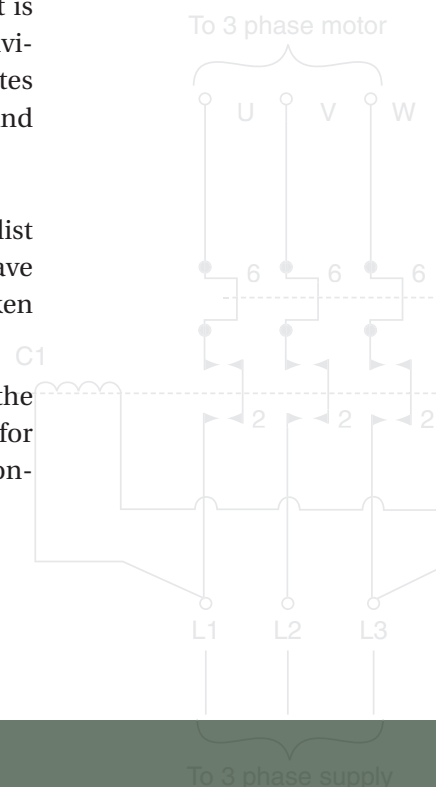 t is
vi-
tes
nd
list
ave
ken
the
for
on-
To 3 phase motor
U V W
6 6 6
C1
2 2 2
L1 L2 L3
To 3 phase supply